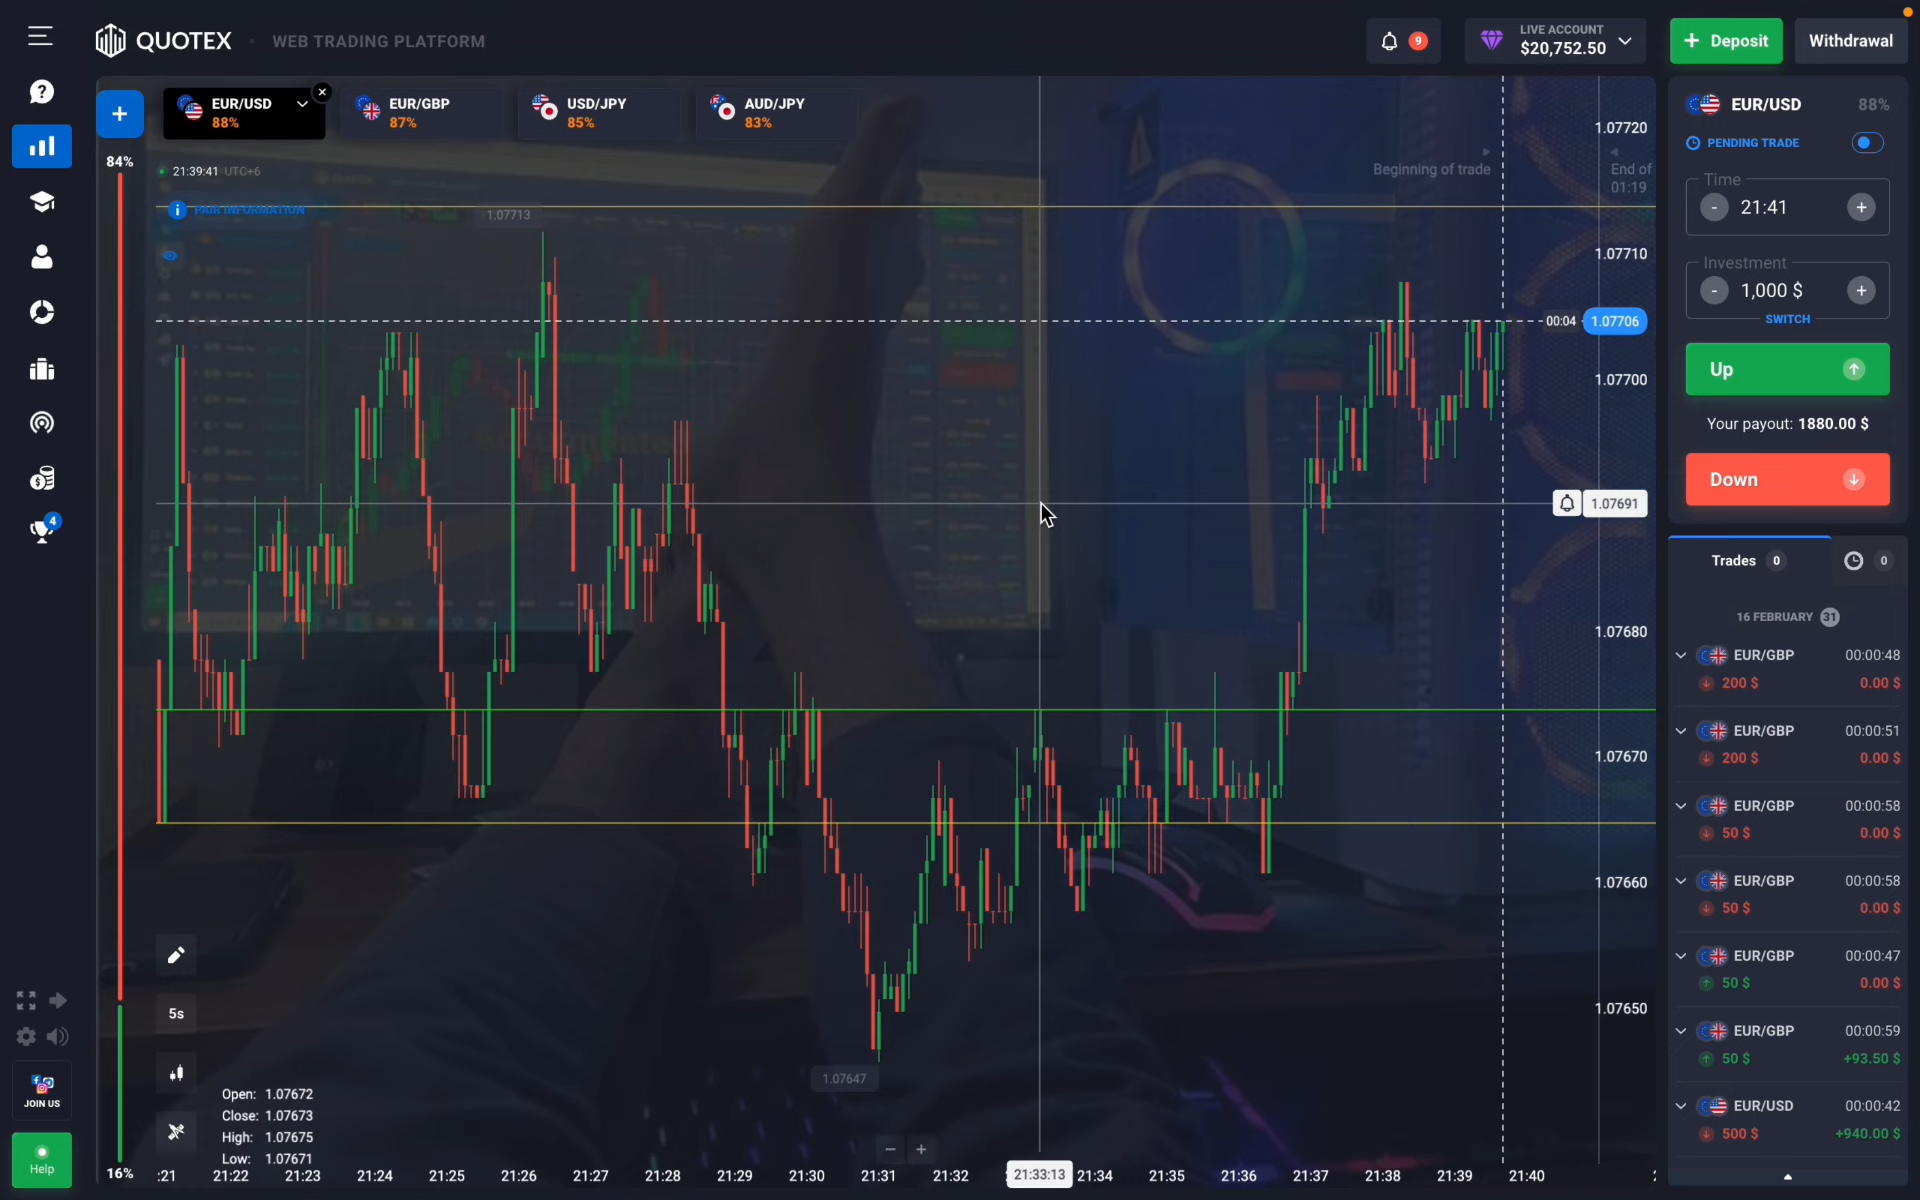 QUOTEX
WEB TRADING PLATFORM
9
LIVE ACCOUNT
$20,752.50
+ Deposit
Withdrawal
EUR/USD
88%
EUR/GBP
87%
USD/JPY
85%
AUD/JPY
83%
84%
21:39:41 UTC+6
PAIR INFORMATION
1.07713
Beginning of trade
End of
01:19
1.07720
1.07710
00:04
1.07706
1.07700
1.07691
1.07680
1.07670
1.07660
1.07650
1.07647
4
JOIN US
Help
5s
Open: 1.07672
Close: 1.07673
High: 1.07675
Low: 1.07671
16%
:21
21:22
21:23
21:24
21:25
21:26
21:27
21:28
21:29
21:30
21:31
21:32
21:33:13
21:34
21:35
21:36
21:37
21:38
21:39
21:40
EUR/USD
88%
PENDING TRADE
Time
- 21:41 +
Investment
- 1,000 $ +
SWITCH
Up
Your payout: 1880.00 $
Down
Trades 0
0
16 FEBRUARY 31
EUR/GBP 00:00:48
200 $ 0.00 $
EUR/GBP 00:00:51
200 $ 0.00 $
EUR/GBP 00:00:58
50 $ 0.00 $
EUR/GBP 00:00:58
50 $ 0.00 $
EUR/GBP 00:00:47
50 $ 0.00 $
EUR/GBP 00:00:59
50 $ +93.50 $
EUR/USD 00:00:42
500 $ +940.00 $